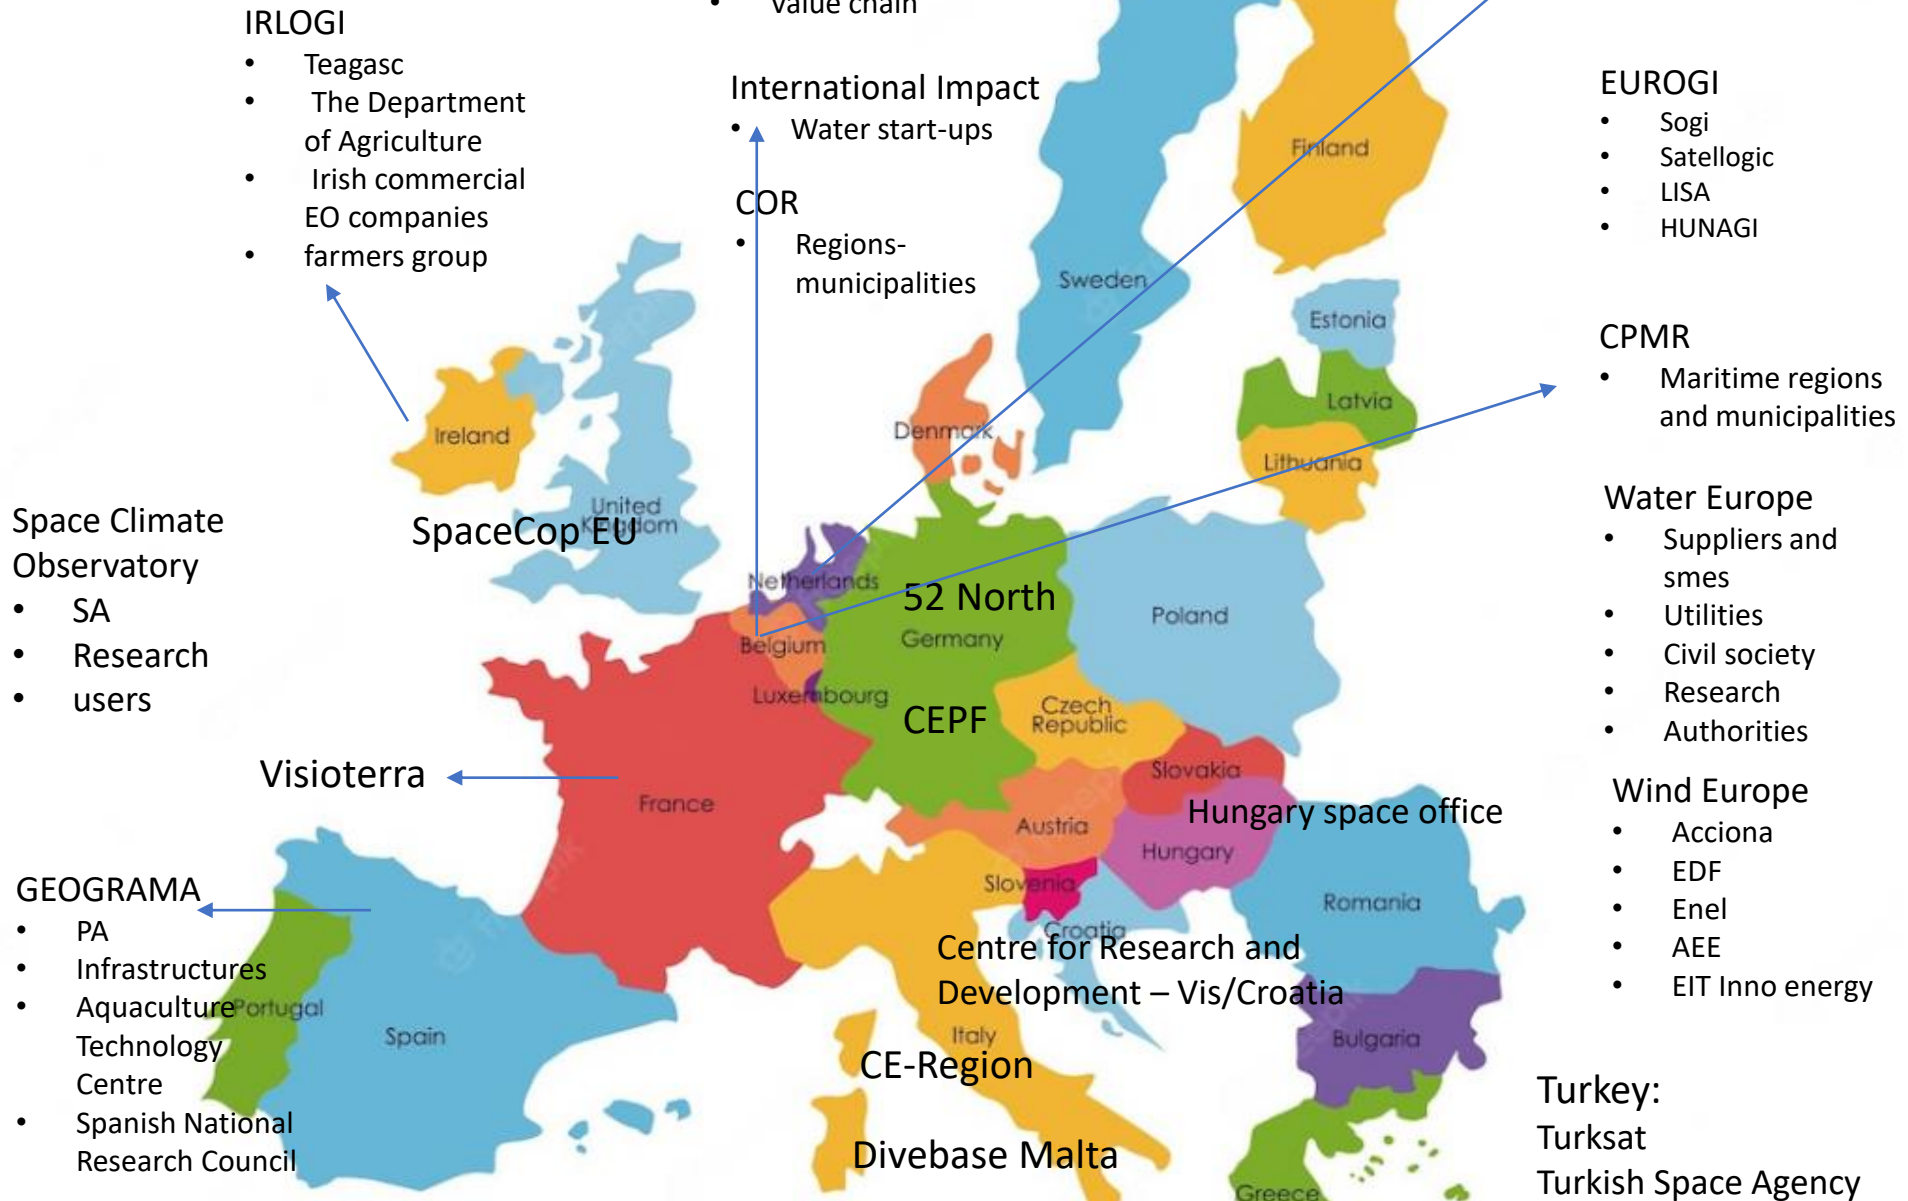 value chain
IRLOGI
• Teagasc
• The Department
of Agriculture
• Irish commercial
EO companies
• farmers group
International Impact
• Water start-ups
COR
• Regions-
municipalities
EUROGI
• Sogi
• Satellogic
• LISA
• HUNAGI
CPMR
• Maritime regions
and municipalities
Water Europe
• Suppliers and
smes
• Utilities
• Civil society
• Research
• Authorities
Wind Europe
• Acciona
• EDF
• Enel
• AEE
• EIT Inno energy
Turkey:
Turksat
Turkish Space Agency
Space Climate
Observatory
• SA
• Research
• users
SpaceCop EU
Visioterra
GEOGRAMA
• PA
• Infrastructures
• Aquaculture
Technology
Centre
• Spanish National
Research Council
52 North
CEPF
Hungary space office
Centre for Research and
Development – Vis/Croatia
CE-Region
Divebase Malta
Finland
Sweden
Estonia
Latvia
Lithuania
Denmark
Ireland
United
Kingdom
Netherlands
Belgium
Luxembourg
Germany
Poland
Czech
Republic
Slovakia
Austria
Hungary
Slovenia
Croatia
France
Romania
Bulgaria
Italy
Portugal
Spain
Greece